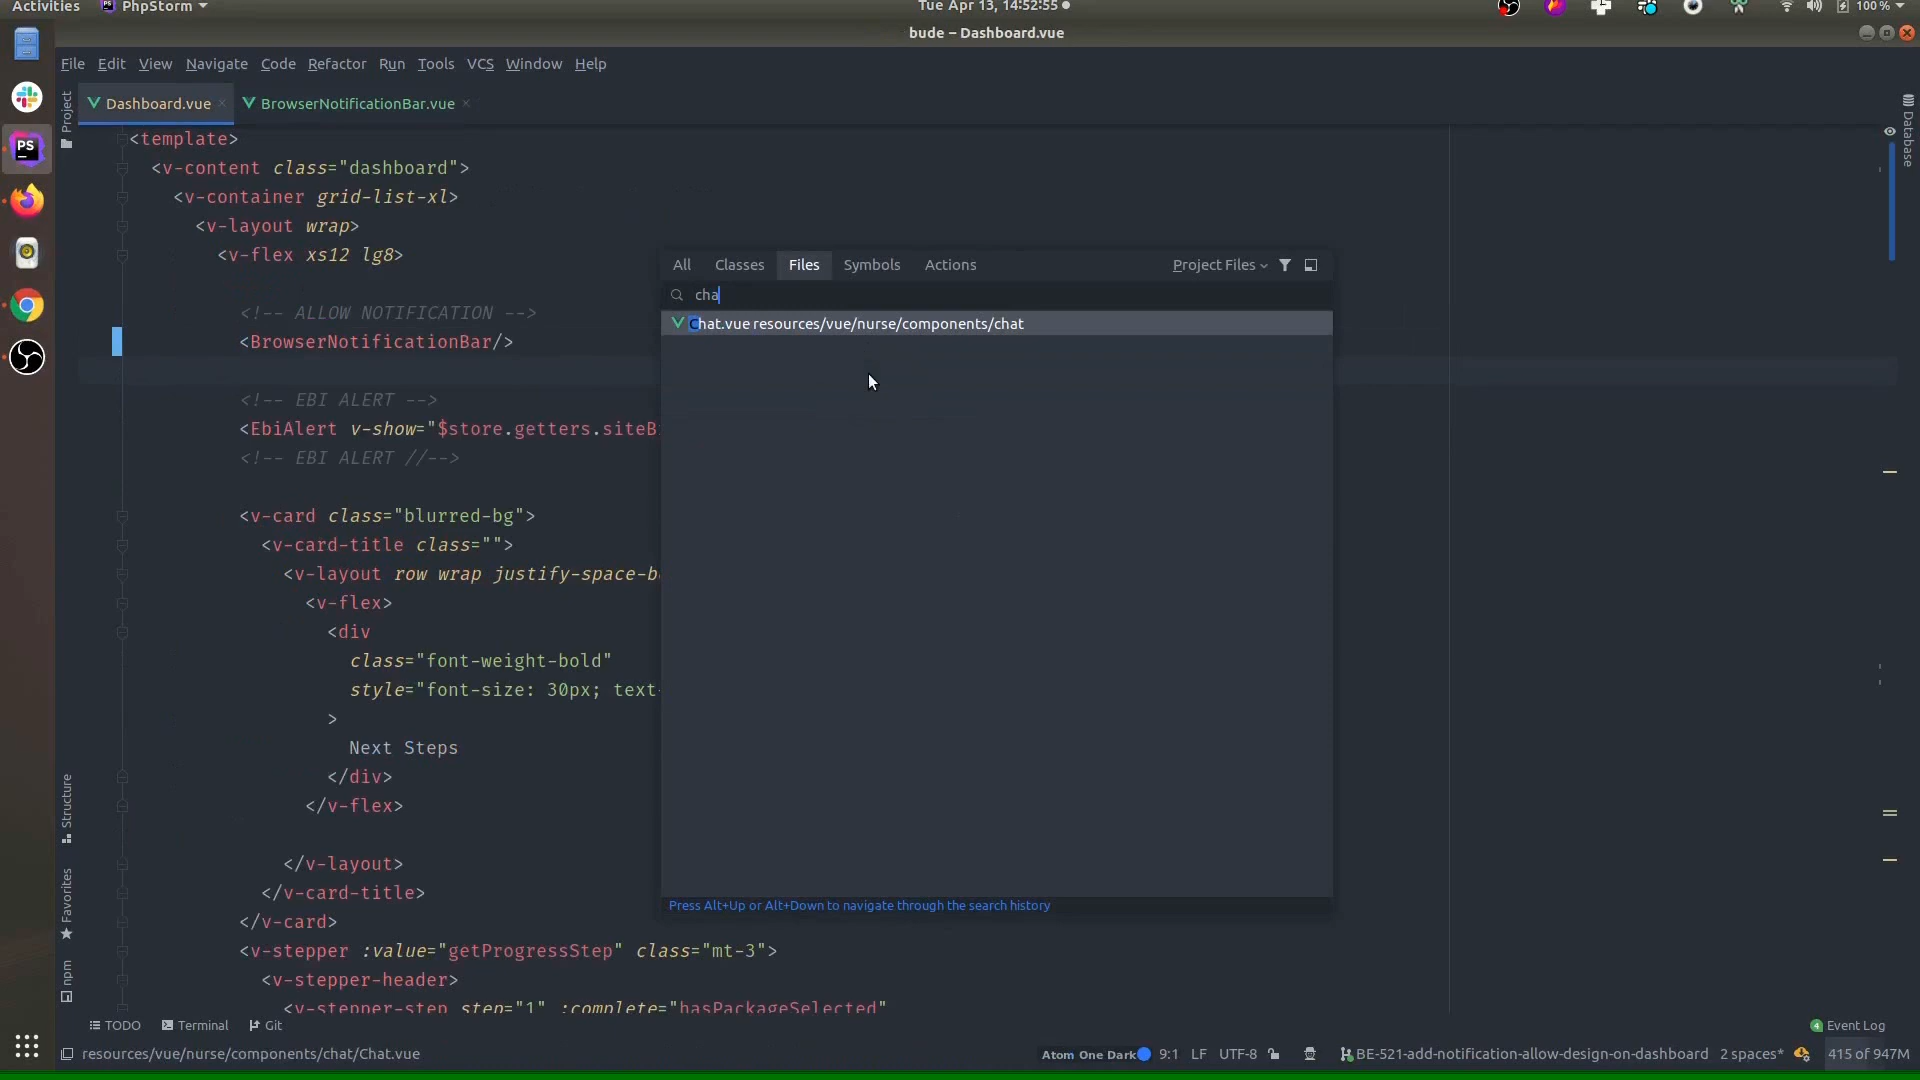 Activities PhpStorm Tue Apr 13, 14:52:55 100%
bude – Dashboard.vue
File Edit View Navigate Code Refactor Run Tools VCS Window Help
Dashboard.vue BrowserNotificationBar.vue
Project
Database
<template>
<v-content class="dashboard">
<v-container grid-list-xl>
<v-layout wrap>
<v-flex xs12 lg8>
<!-- ALLOW NOTIFICATION -->
<BrowserNotificationBar/>
<!-- EBI ALERT -->
<EbiAlert v-show="$store.getters.siteB
<!-- EBI ALERT //-->
<v-card class="blurred-bg">
<v-card-title class="">
<v-layout row wrap justify-space-b
<v-flex>
<div
class="font-weight-bold"
style="font-size: 30px; text-
>
Next Steps
</div>
</v-flex>
</v-layout>
</v-card-title>
</v-card>
<v-stepper :value="getProgressStep" class="mt-3">
<v-stepper-header>
<v-stepper-step step="1" :complete="hasPackageSelected"
All Classes Files Symbols Actions Project Files
cha
Chat.vue resources/vue/nurse/components/chat
Press Alt+Up or Alt+Down to navigate through the search history
Structure
Favorites
npm
PS
TODO Terminal Git 4 Event Log
resources/vue/nurse/components/chat/Chat.vue Atom One Dark 9:1 LF UTF-8 BE-521-add-notification-allow-design-on-dashboard 2 spaces* 415 of 947M